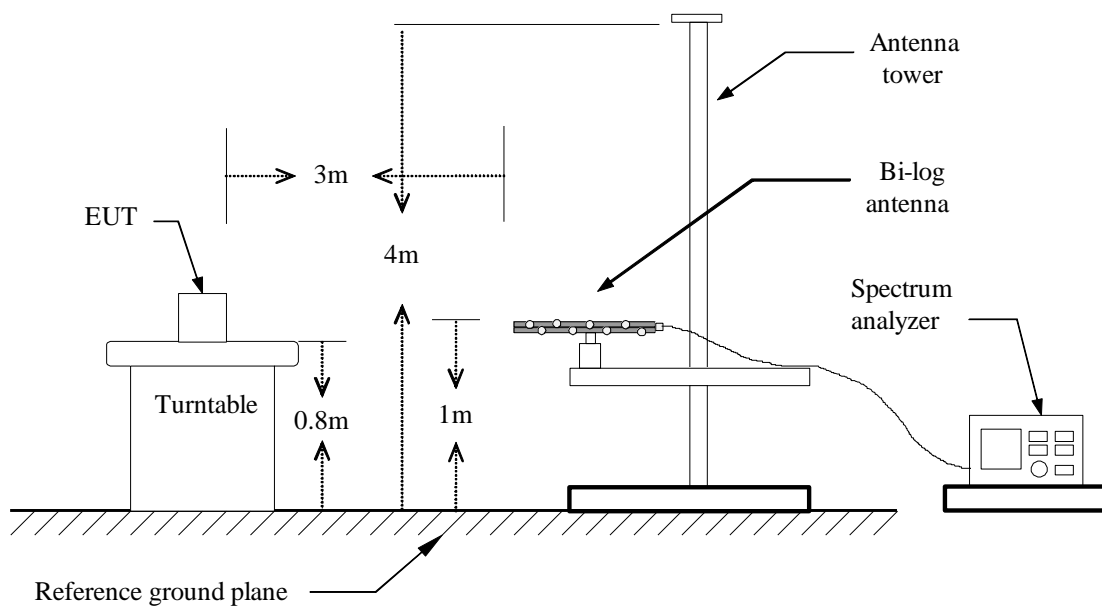 Antenna
tower
3m
Bi-log
antenna
EUT
4m
Spectrum
analyzer
Turntable
0.8m
1m
Reference ground plane